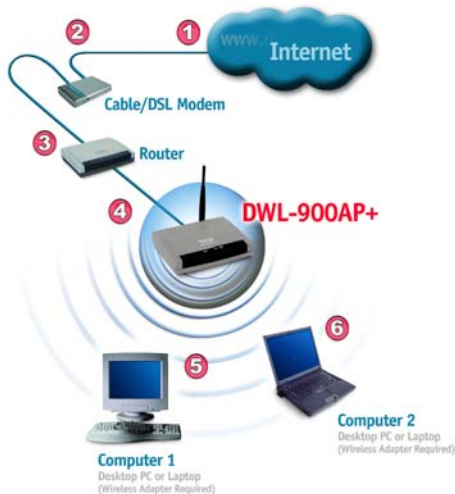 2
1
www.
Internet
Cable/DSL Modem
3
Router
4
DWL-900AP+
6
5
Computer 2
Desktop PC or Laptop
(Wireless Adapter Required)
Computer 1
Desktop PC or Laptop
(Wireless Adapter Required)